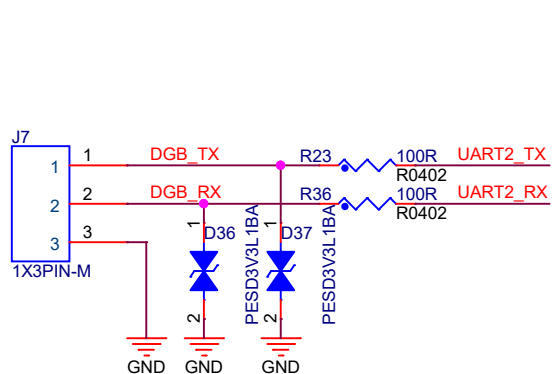 J7
1 1 DGB_TX R23 100R UART2_TX
R0402
2 2 DGB_RX R36 100R UART2_RX
R0402
3 3
1X3PIN-M
1 D36 PESD3V3L1BA
1 D37 PESD3V3L1BA
2 2
GND GND GND